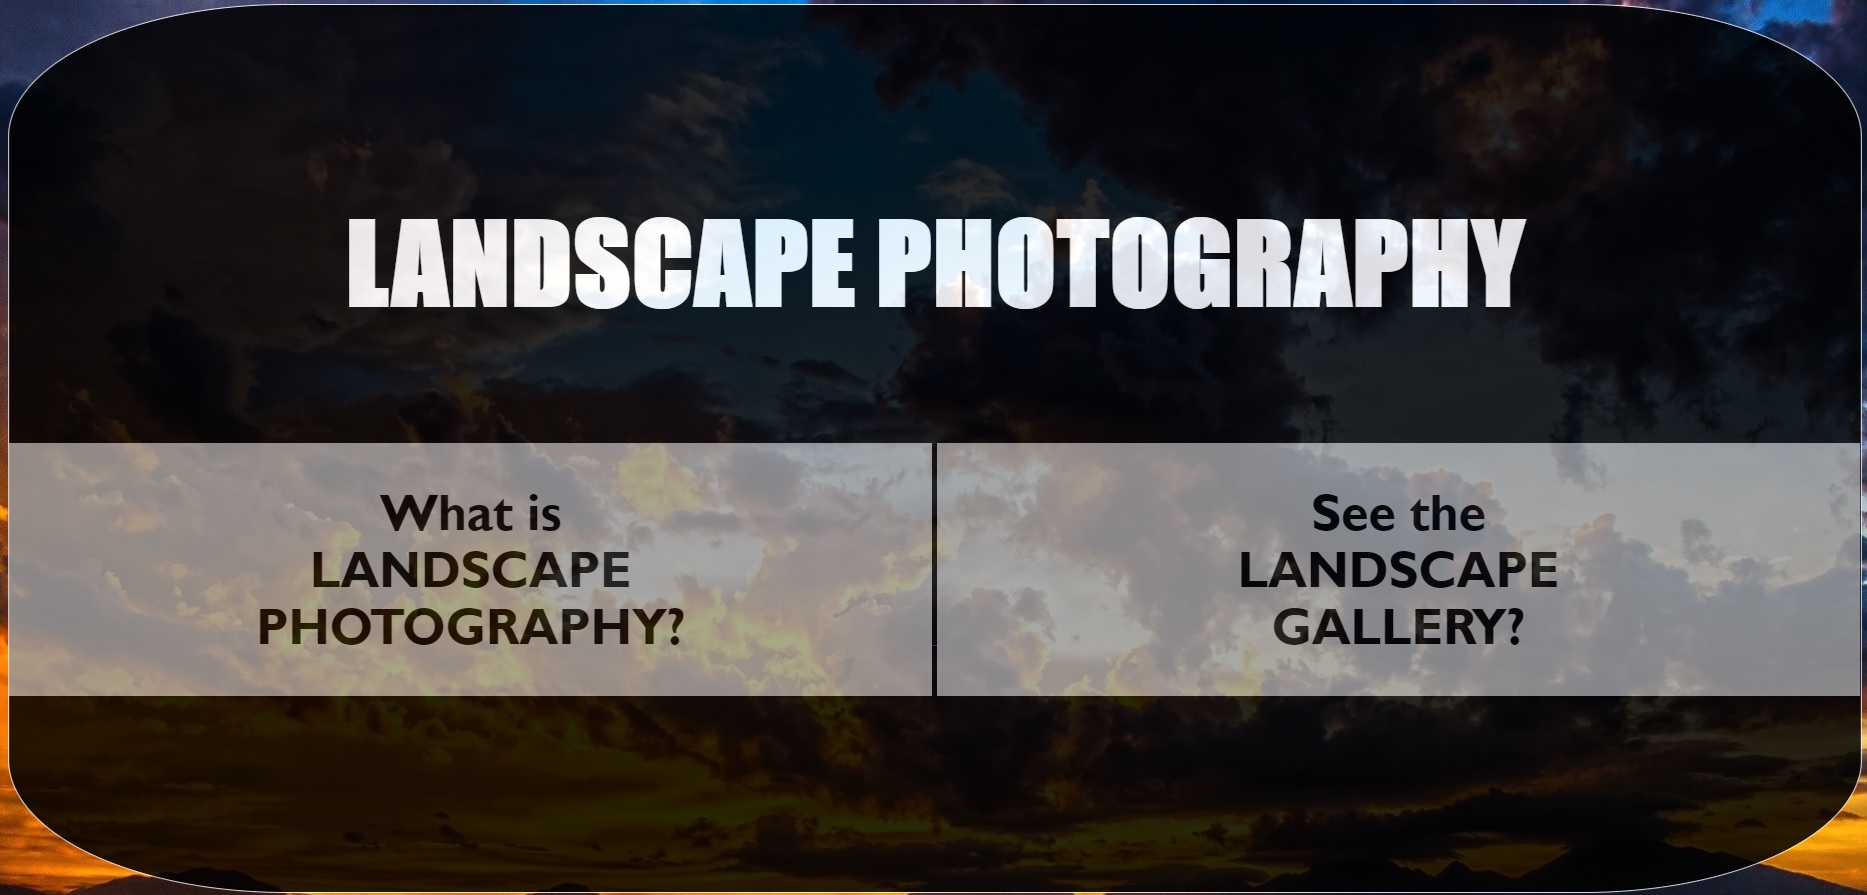 LANDSCAPE PHOTOGRAPHY
What is
LANDSCAPE
PHOTOGRAPHY?
See the
LANDSCAPE
GALLERY?